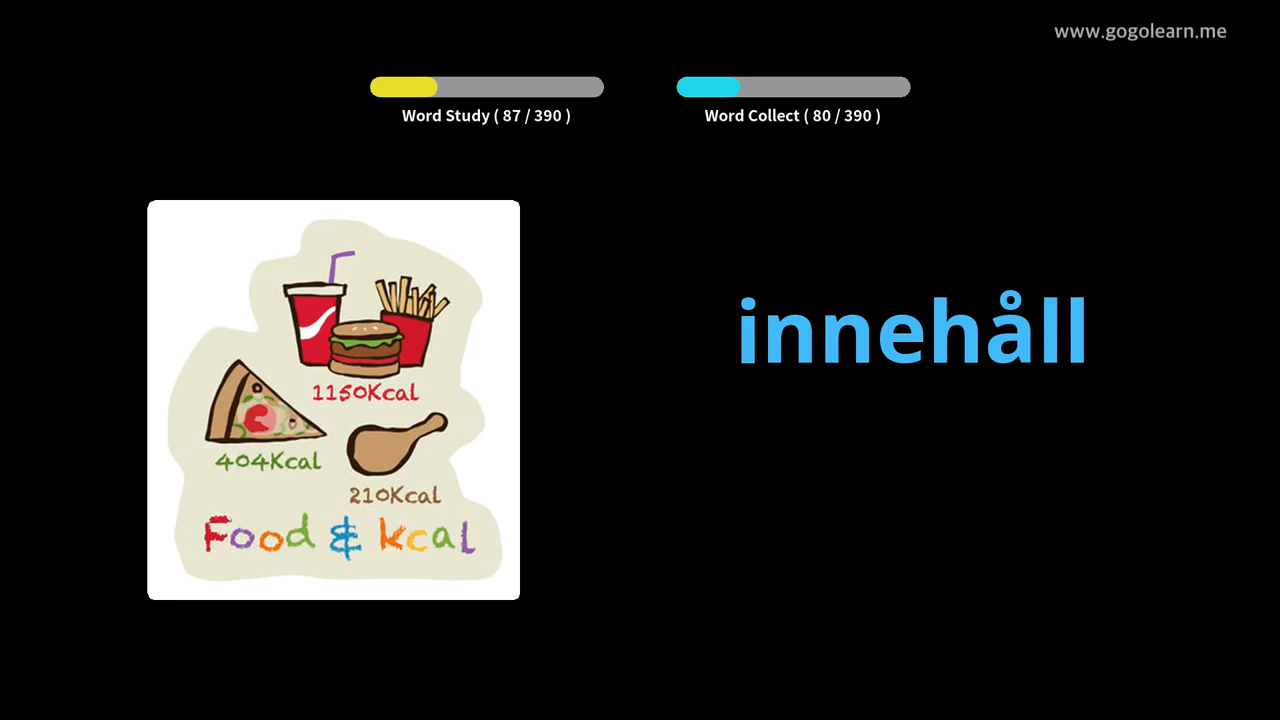 www.gogolearn.me
Word Study ( 87 / 390 )
Word Collect ( 80 / 390 )
1150Kcal
404Kcal
210Kcal
Food & kcal
innehåll